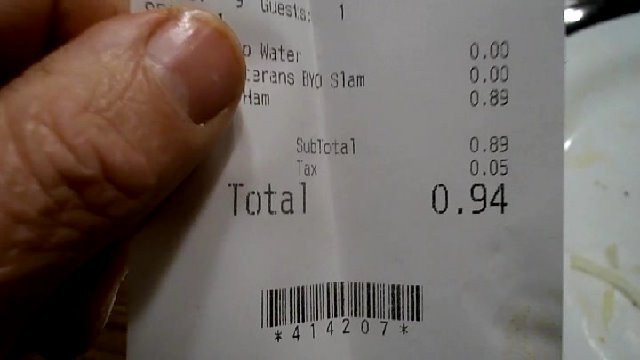 Guests: 1
Water 0.00
terans BYO Slam 0.00
Ham 0.89
SubTotal 0.89
Tax 0.05
Total 0.94
*414207*